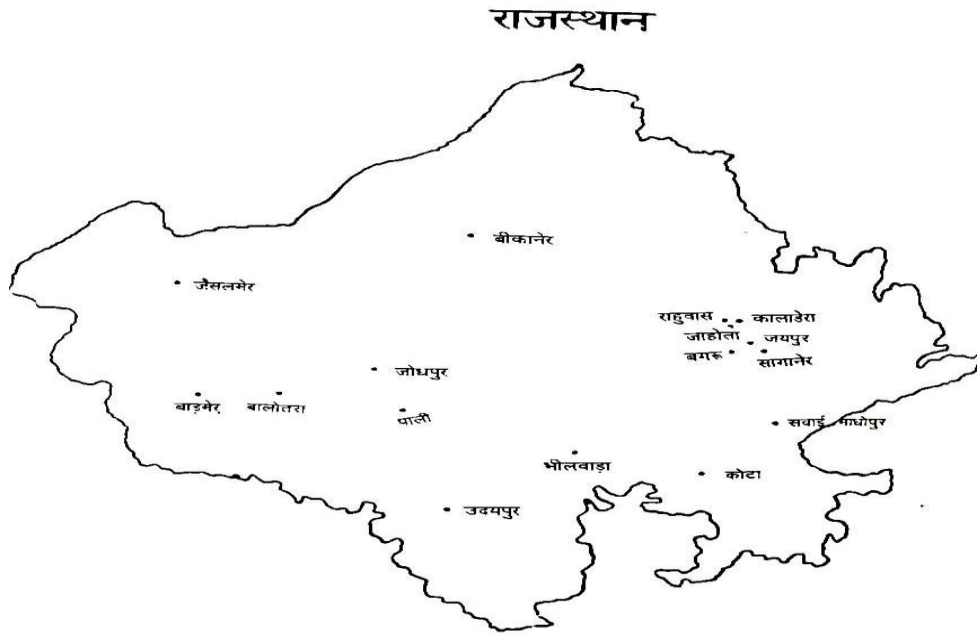 राजस्थान
बीकानेर
जैसलमेर
राहुवास
कालाडेरा
जाहोता
जयपुर
बगरू
सागानेर
जोधपुर
बाड़मेर
बालोतरा
पाली
सवाई माधोपुर
भीलवाड़ा
कोटा
उदयपुर